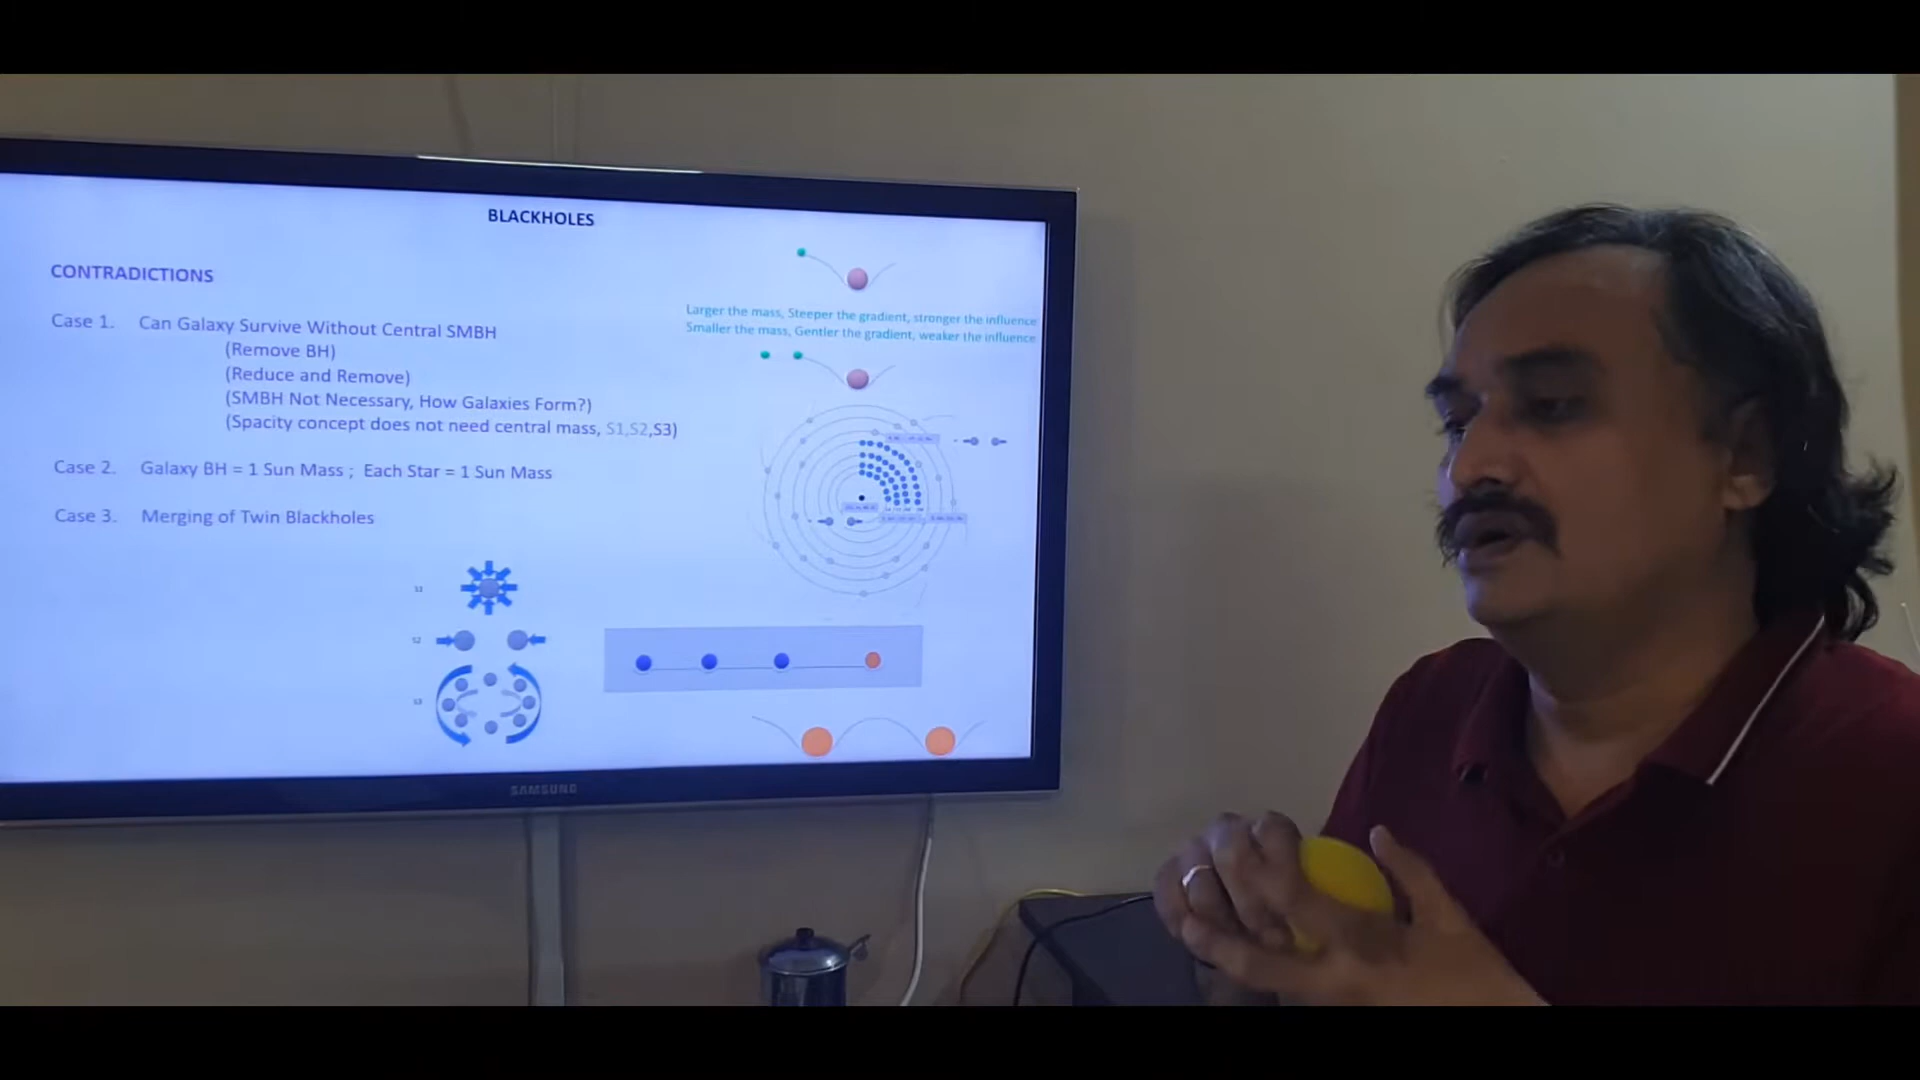 BLACKHOLES
CONTRADICTIONS
Case 1. Can Galaxy Survive Without Central SMBH
(Remove BH)
(Reduce and Remove)
(SMBH Not Necessary, How Galaxies Form?)
(Spacity concept does not need central mass, S1,S2,S3)
Case 2. Galaxy BH = 1 Sun Mass ; Each Star = 1 Sun Mass
Case 3. Merging of Twin Blackholes
Larger the mass, Steeper the gradient, stronger the influence
Smaller the mass, Gentler the gradient, weaker the influence
S1
S2
S3
SAMSUNG